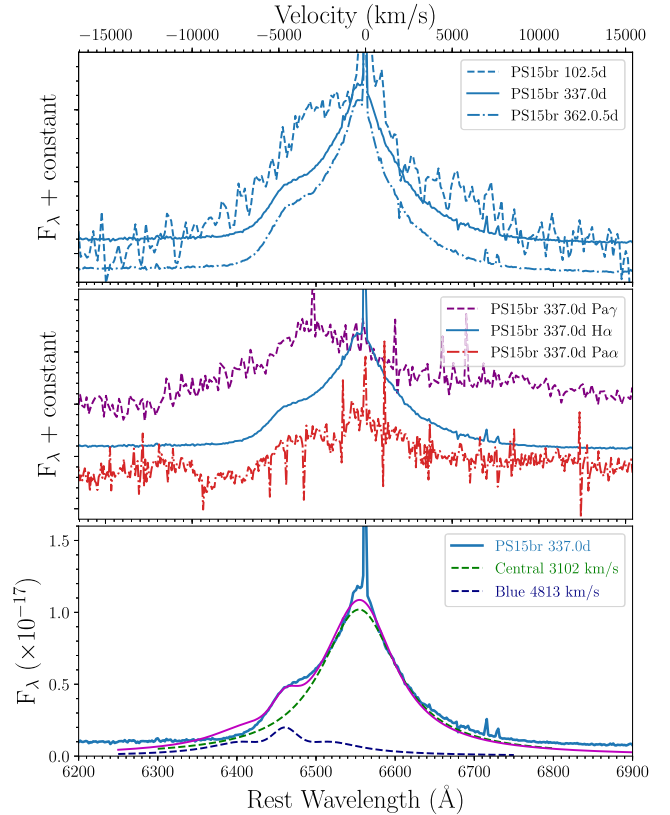 Velocity (km/s)
−15000 −10000 −5000 0 5000 10000 15000
F_λ + constant
PS15br 102.5d
PS15br 337.0d
PS15br 362.0.5d
F_λ + constant
PS15br 337.0d Paγ
PS15br 337.0d Hα
PS15br 337.0d Paα
F_λ (×10^−17)
1.5
1.0
0.5
0.0
PS15br 337.0d
Central 3102 km/s
Blue 4813 km/s
6200 6300 6400 6500 6600 6700 6800 6900
Rest Wavelength (Å)